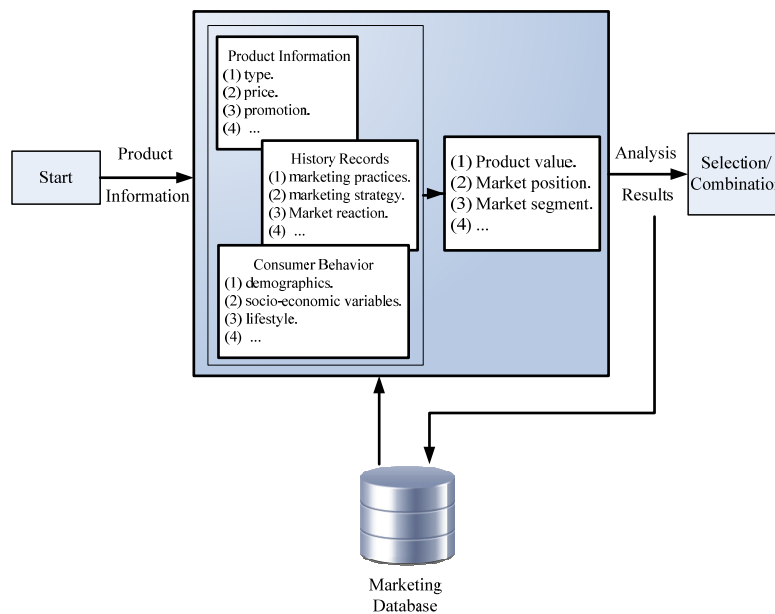 Start
Product
Information
Product Information
(1) type.
(2) price.
(3) promotion.
(4) ...
History Records
(1) marketing practices.
(2) marketing strategy.
(3) Market reaction.
(4) ...
Consumer Behavior
(1) demographics.
(2) socio-economic variables.
(3) lifestyle.
(4) ...
(1) Product value.
(2) Market position.
(3) Market segment.
(4) ...
Analysis
Results
Selection/
Combination
Marketing
Database